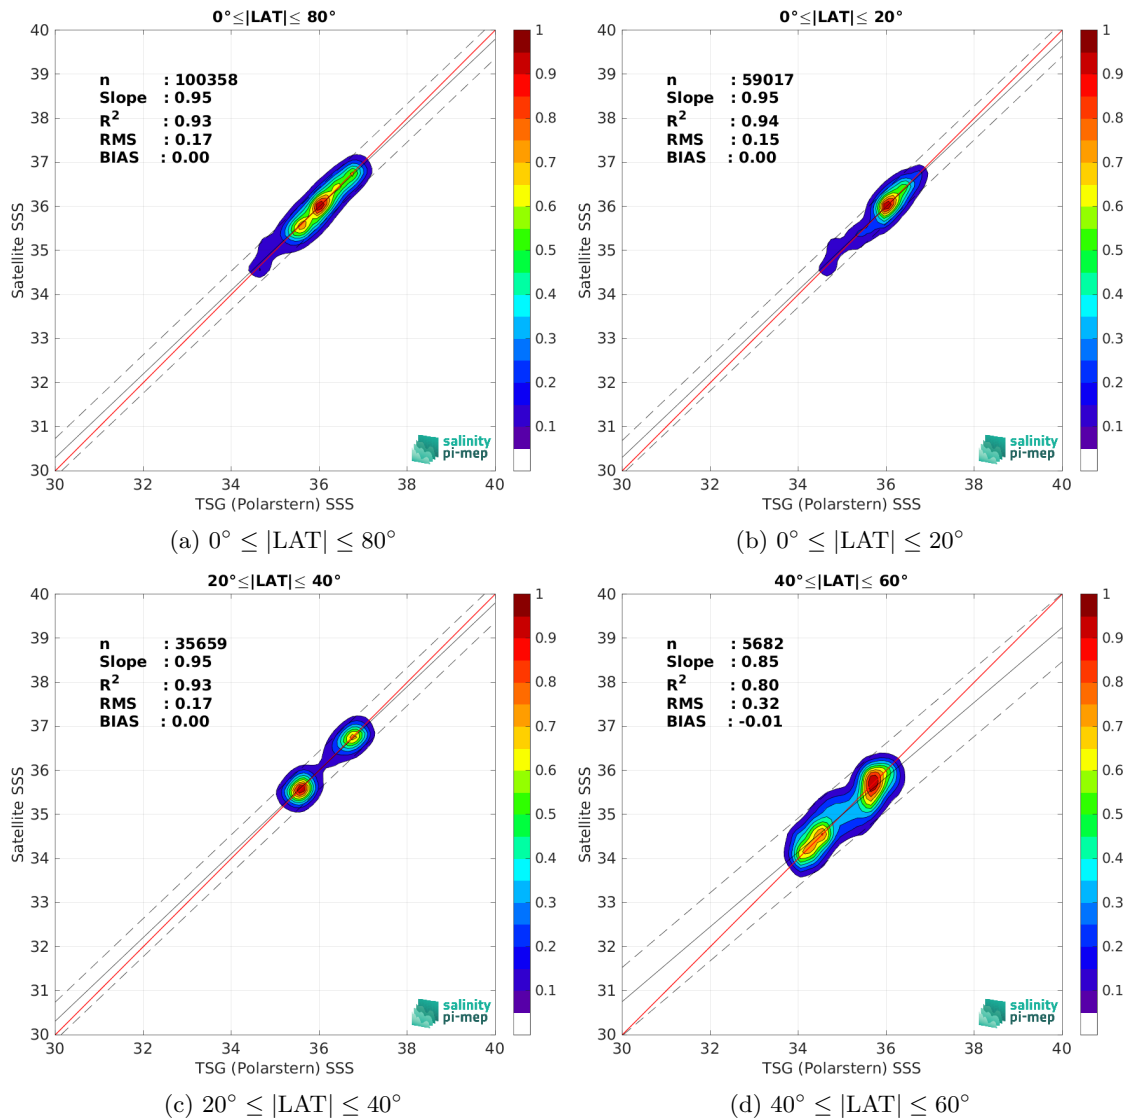 0°≤|LAT|≤ 80°
n : 100358
Slope : 0.95
R² : 0.93
RMS : 0.17
BIAS : 0.00
Satellite SSS
40
39
38
37
36
35
34
33
32
31
30
30 32 34 36 38 40
TSG (Polarstern) SSS
1
0.9
0.8
0.7
0.6
0.5
0.4
0.3
0.2
0.1
salinity
pi-mep
(a) 0° ≤ |LAT| ≤ 80°
0°≤|LAT|≤ 20°
n : 59017
Slope : 0.95
R² : 0.94
RMS : 0.15
BIAS : 0.00
Satellite SSS
40
39
38
37
36
35
34
33
32
31
30
30 32 34 36 38 40
TSG (Polarstern) SSS
1
0.9
0.8
0.7
0.6
0.5
0.4
0.3
0.2
0.1
salinity
pi-mep
(b) 0° ≤ |LAT| ≤ 20°
20°≤|LAT|≤ 40°
n : 35659
Slope : 0.95
R² : 0.93
RMS : 0.17
BIAS : 0.00
Satellite SSS
40
39
38
37
36
35
34
33
32
31
30
30 32 34 36 38 40
TSG (Polarstern) SSS
1
0.9
0.8
0.7
0.6
0.5
0.4
0.3
0.2
0.1
salinity
pi-mep
(c) 20° ≤ |LAT| ≤ 40°
40°≤|LAT|≤ 60°
n : 5682
Slope : 0.85
R² : 0.80
RMS : 0.32
BIAS : -0.01
Satellite SSS
40
39
38
37
36
35
34
33
32
31
30
30 32 34 36 38 40
TSG (Polarstern) SSS
1
0.9
0.8
0.7
0.6
0.5
0.4
0.3
0.2
0.1
salinity
pi-mep
(d) 40° ≤ |LAT| ≤ 60°